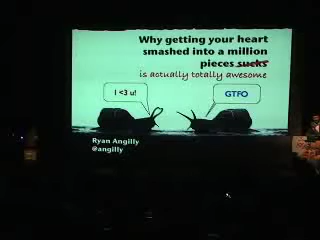 Why getting your heart
smashed into a million
pieces sucks
is actually totally awesome
I <3 u!
GTFO
Ryan Angilly
@angilly